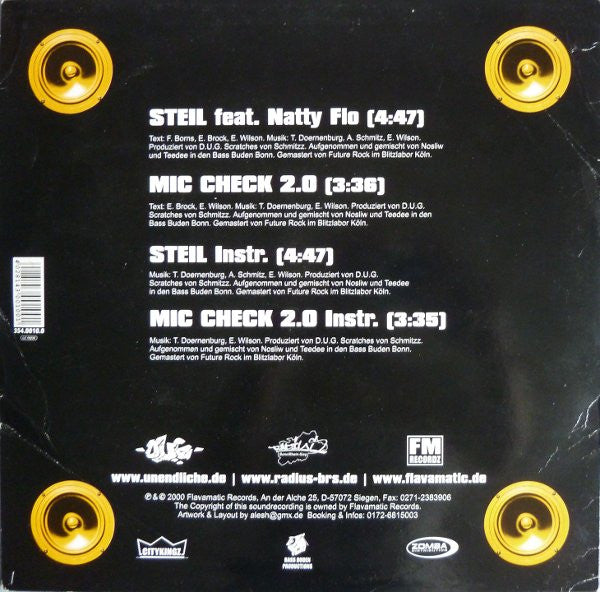 STEIL feat. Natty Flo (4:47)
Text: F. Borns, E. Brock, E. Wilson. Musik: T. Doernenburg, A. Schmitz, E. Wilson.
Produziert von D.U.G. Scratches von Schmitzz. Aufgenommen und gemischt von Nosliw
und Teedee in den Bass Buden Bonn. Gemastert von Future Rock im Blitzlabor Köln.
MIC CHECK 2.0 (3:36)
Text: E. Brock, E. Wilson. Musik: T. Doernenburg, E. Wilson. Produziert von D.U.G.
Scratches von Schmitzz. Aufgenommen und gemischt von Nosliw und Teedee in den
Bass Buden Bonn. Gemastert von Future Rock im Blitzlabor Köln.
STEIL Instr. (4:47)
Musik: T. Doernenburg, A. Schmitz, E. Wilson. Produziert von D.U.G.
Scratches von Schmitzz. Aufgenommen und gemischt von Nosliw und Teedee
in den Bass Buden Bonn. Gemastert von Future Rock im Blitzlabor Köln.
MIC CHECK 2.0 Instr. (3:35)
Musik: T. Doernenburg, E. Wilson. Produziert von D.U.G. Scratches von Schmitzz.
Aufgenommen und gemischt von Nosliw und Teedee in den Bass Buden Bonn.
Gemastert von Future Rock im Blitzlabor Köln.
FM
RECORDZ
www.unendliche.de | www.radius-brs.de | www.flavamatic.de
℗ & © 2000 Flavamatic Records, An der Alche 25, D-57072 Siegen, Fax: 0271-2383906
The Copyright of this soundrecording is owned by Flavamatic Records.
Artwork & Layout by alesh@gmx.de Booking & Infos: 0172-6815003
CITYKINGZ
BASS BUDEN
PRODUCTIONS
ZOMBA
DISTRIBUTION